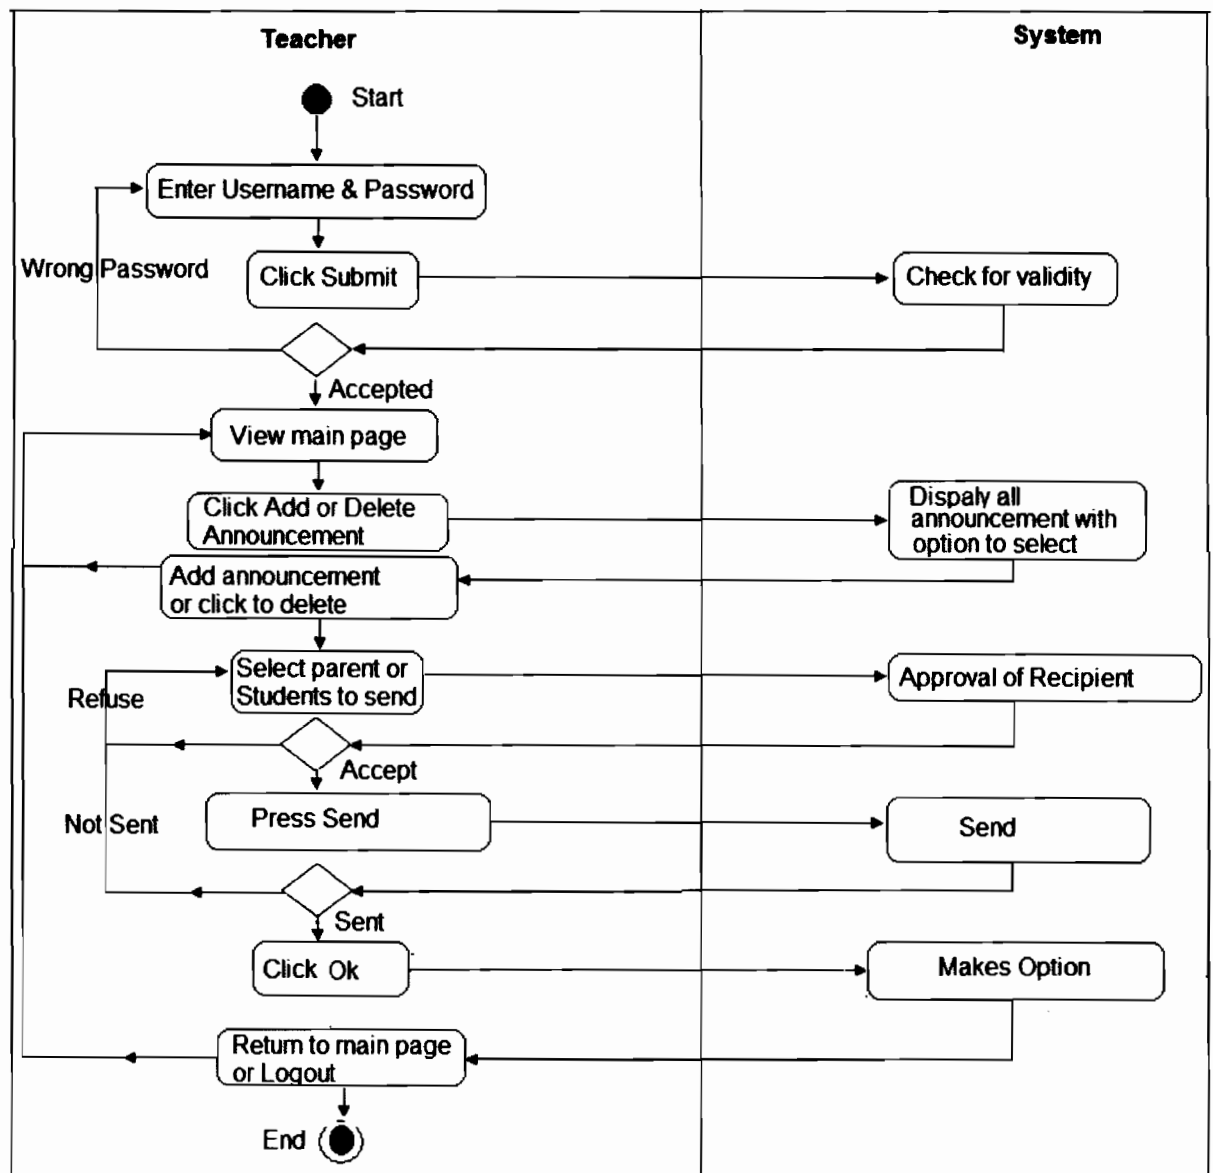 Teacher
System
Start
Enter Username & Password
Wrong Password
Click Submit
Check for validity
Accepted
View main page
Click Add or Delete
Announcement
Dispaly all
announcement with
option to select
Add announcement
or click to delete
Select parent or
Students to send
Approval of Recipient
Refuse
Accept
Press Send
Send
Not Sent
Sent
Click Ok
Makes Option
Return to main page
or Logout
End